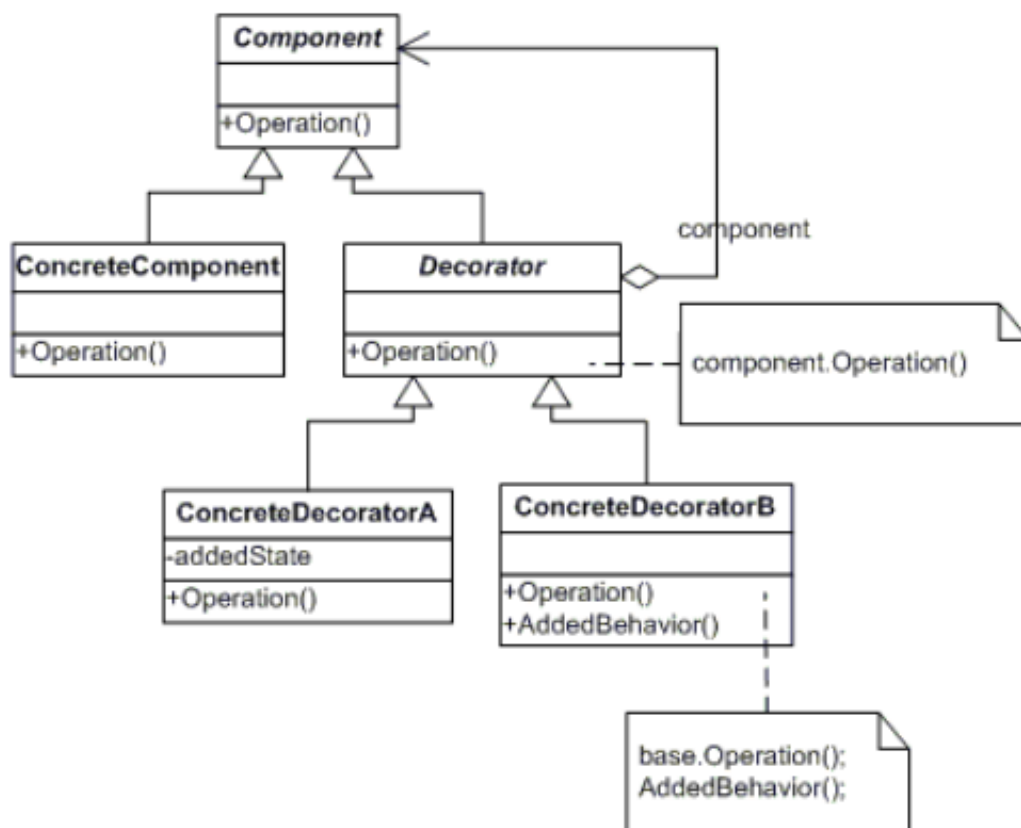 Component
+Operation()
component
ConcreteComponent
+Operation()
Decorator
+Operation()
component.Operation()
ConcreteDecoratorA
-addedState
+Operation()
ConcreteDecoratorB
+Operation()
+AddedBehavior()
base.Operation();
AddedBehavior();